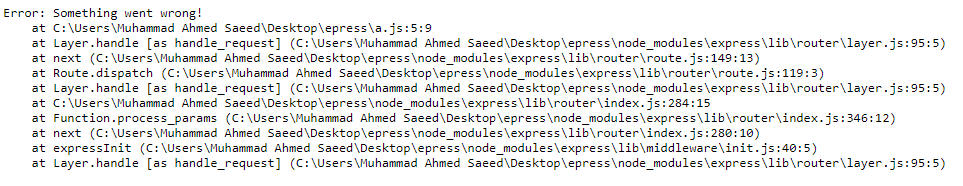 Error: Something went wrong!
at C:\Users\Muhammad Ahmed Saeed\Desktop\epress\a.js:5:9
at Layer.handle [as handle_request] (C:\Users\Muhammad Ahmed Saeed\Desktop\epress\node_modules\express\lib\router\layer.js:95:5)
at next (C:\Users\Muhammad Ahmed Saeed\Desktop\epress\node_modules\express\lib\router\route.js:149:13)
at Route.dispatch (C:\Users\Muhammad Ahmed Saeed\Desktop\epress\node_modules\express\lib\router\route.js:119:3)
at Layer.handle [as handle_request] (C:\Users\Muhammad Ahmed Saeed\Desktop\epress\node_modules\express\lib\router\layer.js:95:5)
at C:\Users\Muhammad Ahmed Saeed\Desktop\epress\node_modules\express\lib\router\index.js:284:15
at Function.process_params (C:\Users\Muhammad Ahmed Saeed\Desktop\epress\node_modules\express\lib\router\index.js:346:12)
at next (C:\Users\Muhammad Ahmed Saeed\Desktop\epress\node_modules\express\lib\router\index.js:280:10)
at expressInit (C:\Users\Muhammad Ahmed Saeed\Desktop\epress\node_modules\express\lib\middleware\init.js:40:5)
at Layer.handle [as handle_request] (C:\Users\Muhammad Ahmed Saeed\Desktop\epress\node_modules\express\lib\router\layer.js:95:5)